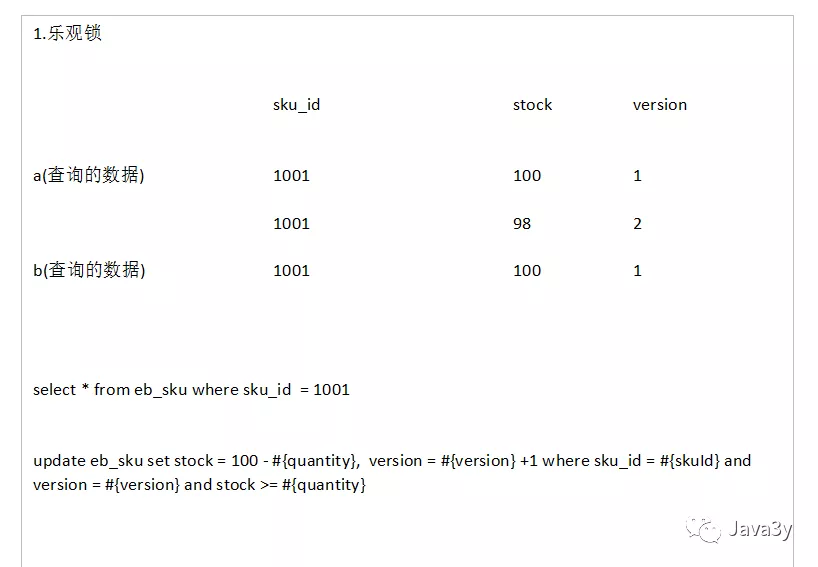 1.乐观锁
sku_id stock version
a(查询的数据) 1001 100 1
1001 98 2
b(查询的数据) 1001 100 1
select * from eb_sku where sku_id = 1001
update eb_sku set stock = 100 - #{quantity}, version = #{version} +1 where sku_id = #{skuId} and
version = #{version} and stock >= #{quantity}
Java3y